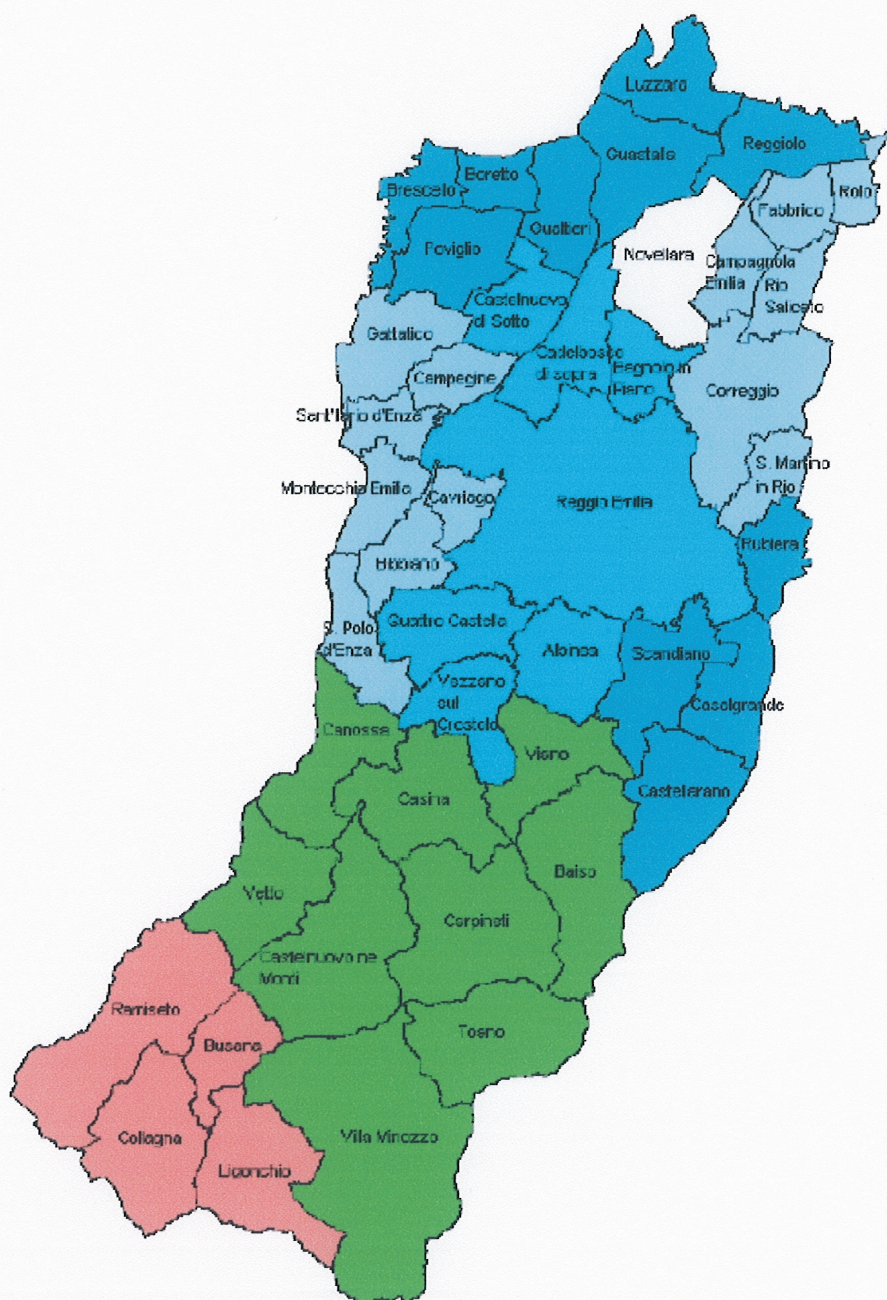 Luzzara
Reggiolo
Guastalla
Boretto
Brescello
Rolo
Fabbrico
Gualtieri
Poviglio
Novellara
Campagnola
Emilia
Rio
Saliceto
Castelnuovo
di Sotto
Gattatico
Cadelbosco
di sopra
Bagnolo in
Piano
Campegine
Correggio
Sant'Ilario d'Enza
S. Martino
in Rio
Montecchio Emilia
Cavriago
Reggio Emilia
Rubiera
Bibbiano
Quattro Castella
S. Polo
d'Enza
Albinea
Scandiano
Vezzano
sul
Crostolo
Casalgrande
Canossa
Viano
Castellarano
Casina
Baiso
Vetto
Carpineti
Castelnuovo ne
Monti
Ramiseto
Toano
Busana
Villa Minozzo
Collagna
Ligonchio